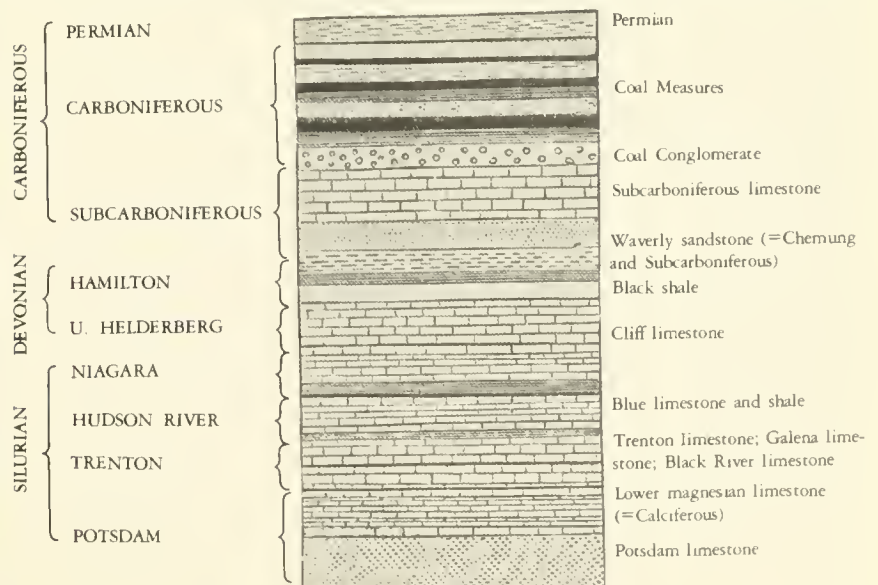 CARBONIFEROUS
DEVONIAN
SILURIAN
PERMIAN
CARBONIFEROUS
SUBCARBONIFEROUS
HAMILTON
U. HELDERBERG
NIAGARA
HUDSON RIVER
TRENTON
POTSDAM
Permian
Coal Measures
Coal Conglomerate
Subcarboniferous limestone
Waverly sandstone (=Chemung
and Subcarboniferous)
Black shale
Cliff limestone
Blue limestone and shale
Trenton limestone; Galena lime-
stone; Black River limestone
Lower magnesian limestone
(=Calciferous)
Potsdam limestone